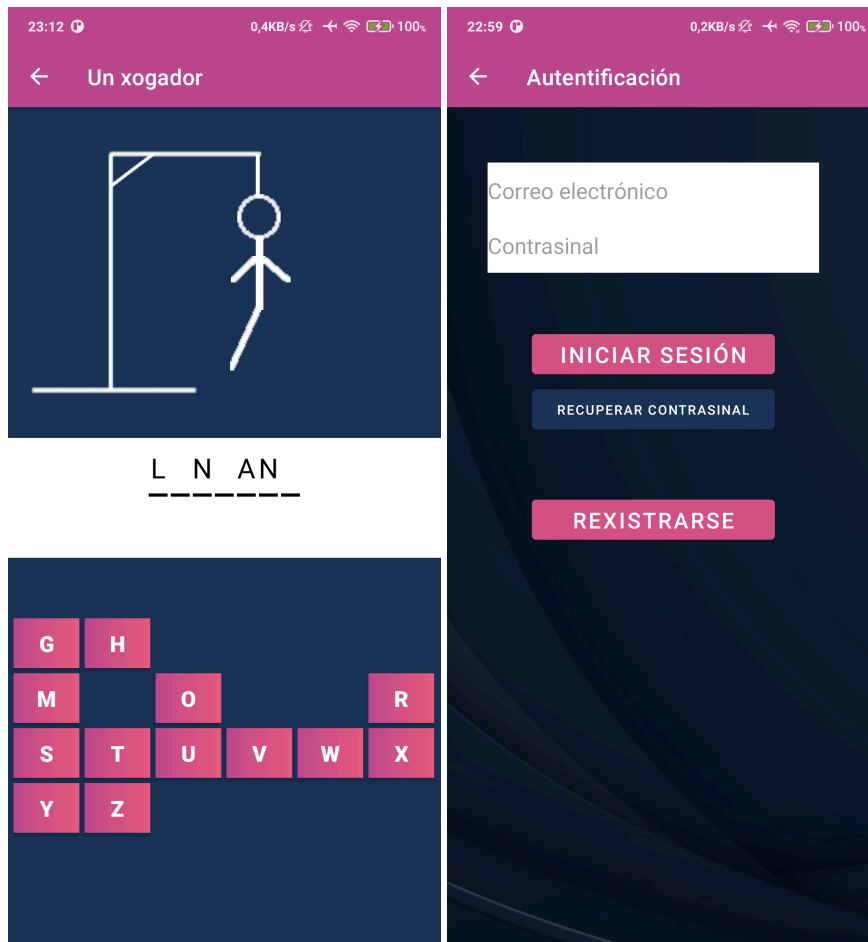 23:12 0,4KB/s 100%
Un xogador
L N AN
G H
M O R
S T U V W X
Y Z
22:59 0,2KB/s 100%
Autentificación
Correo electrónico
Contrasinal
INICIAR SESIÓN
RECUPERAR CONTRASINAL
REXISTRARSE